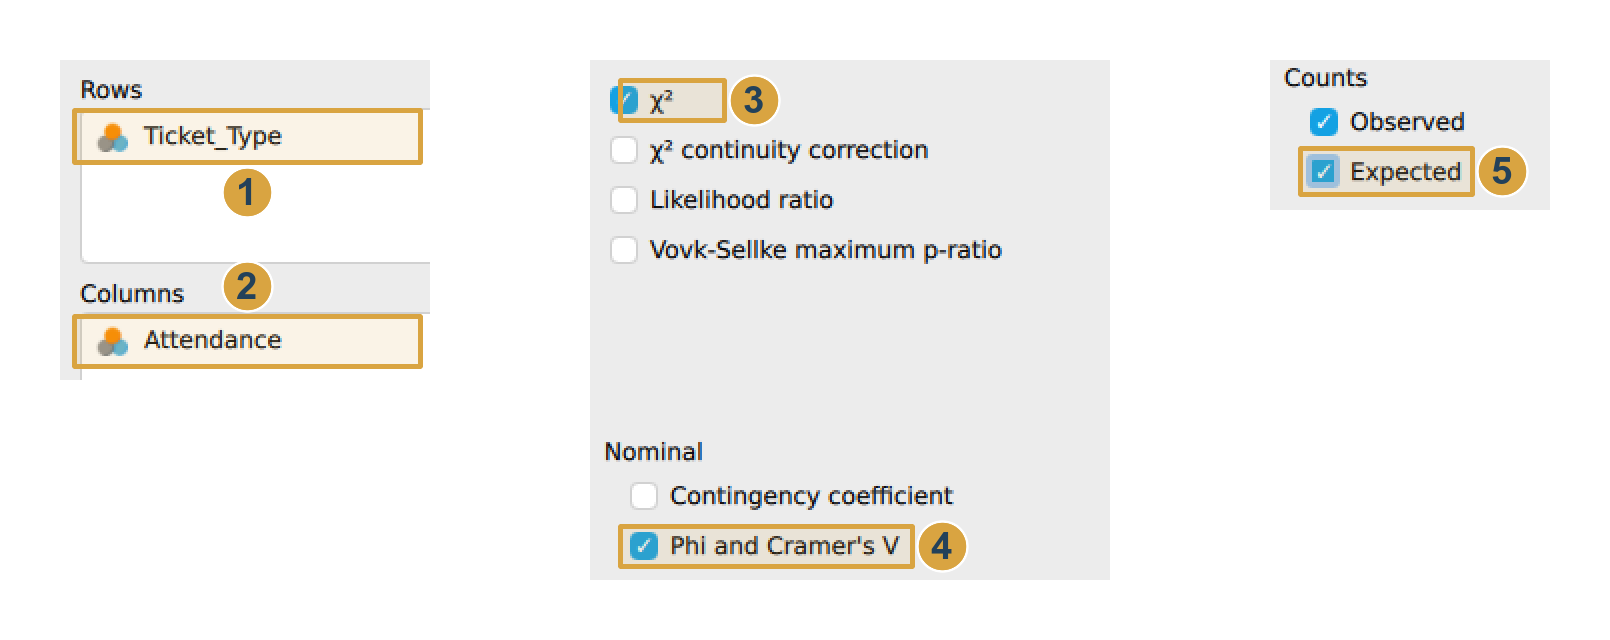 Rows
Ticket_Type
1
Columns
2
Attendance
χ²
3
χ² continuity correction
Likelihood ratio
Vovk-Sellke maximum p-ratio
Nominal
Contingency coefficient
Phi and Cramer's V
4
Counts
Observed
Expected
5